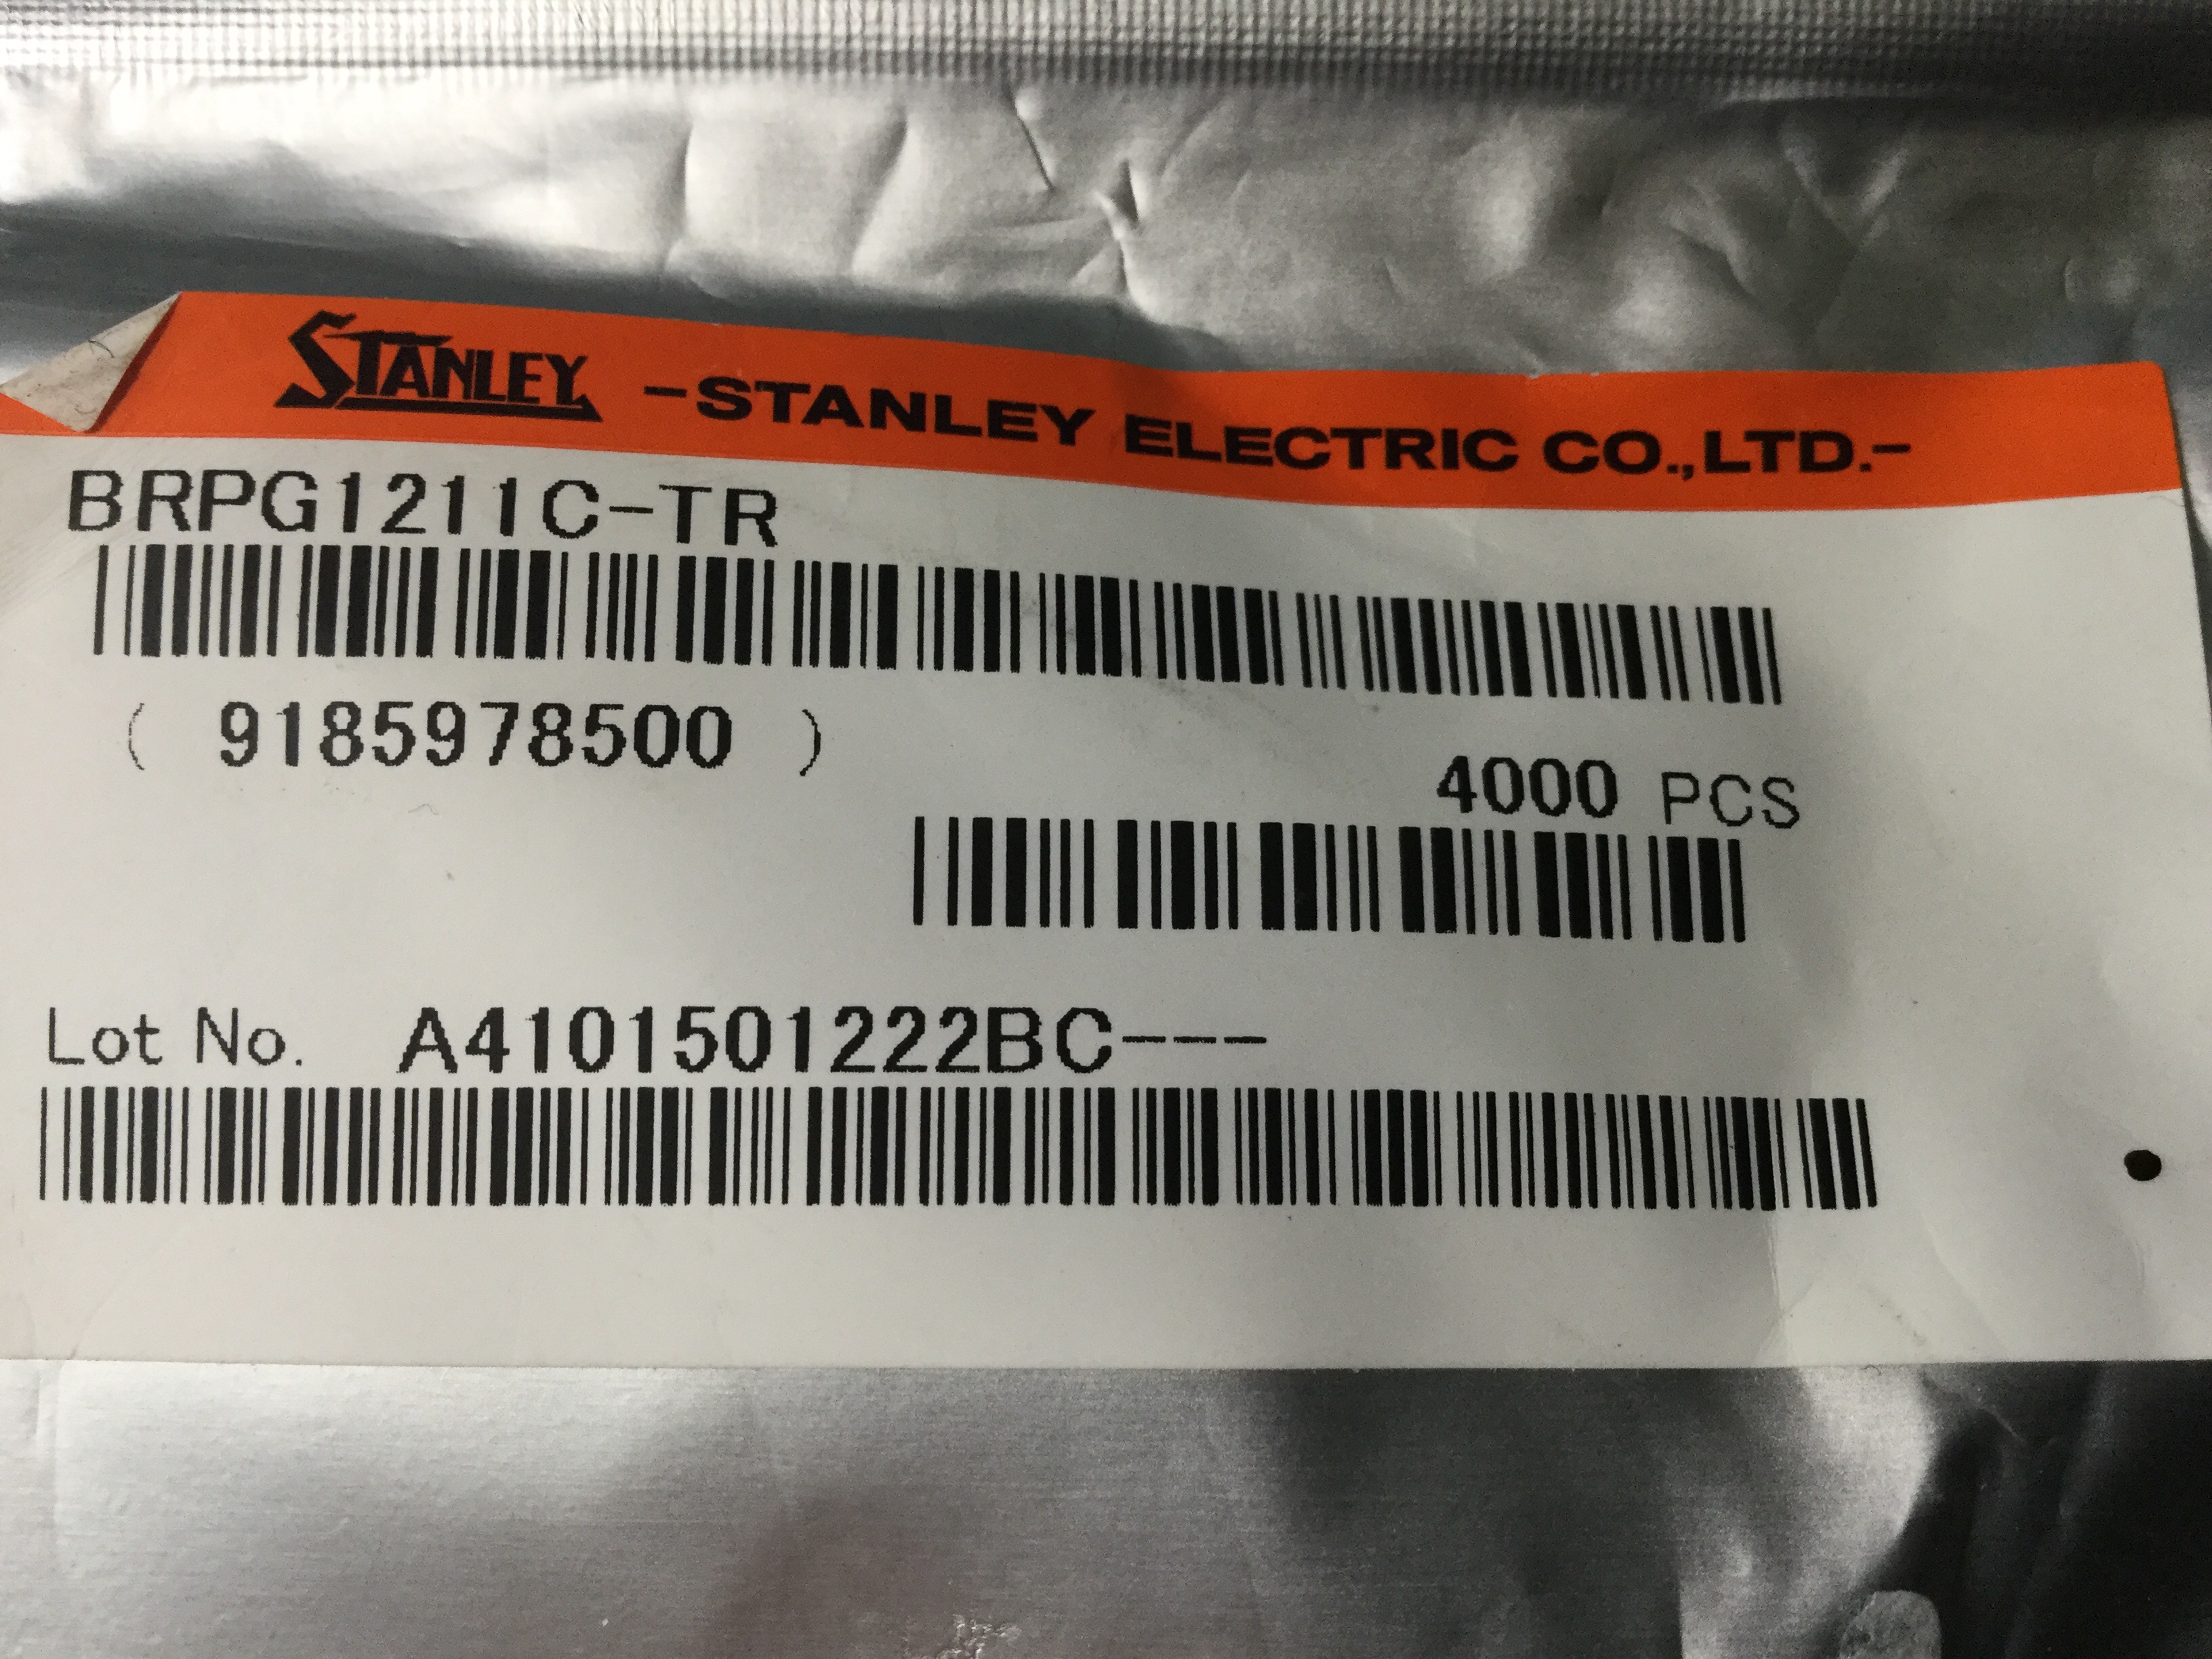 STANLEY -STANLEY ELECTRIC CO.,LTD.-
BRPG1211C-TR
( 9185978500 )
4000 PCS
Lot No. A4101501222BC---